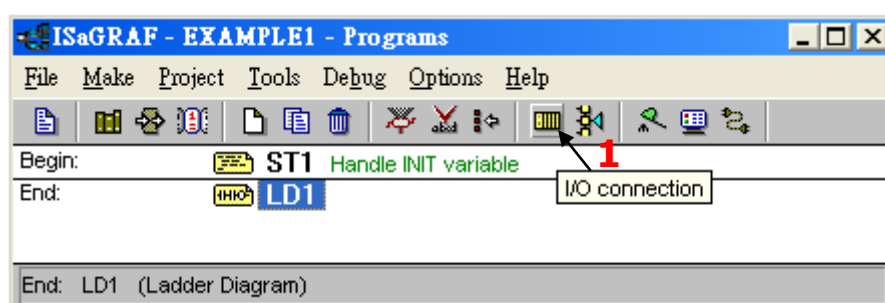 ISaGRAF - EXAMPLE1 - Programs
File Make Project Tools Debug Options Help
Begin: ST1 Handle INIT variable
1
End: LD1
I/O connection
End: LD1 (Ladder Diagram)